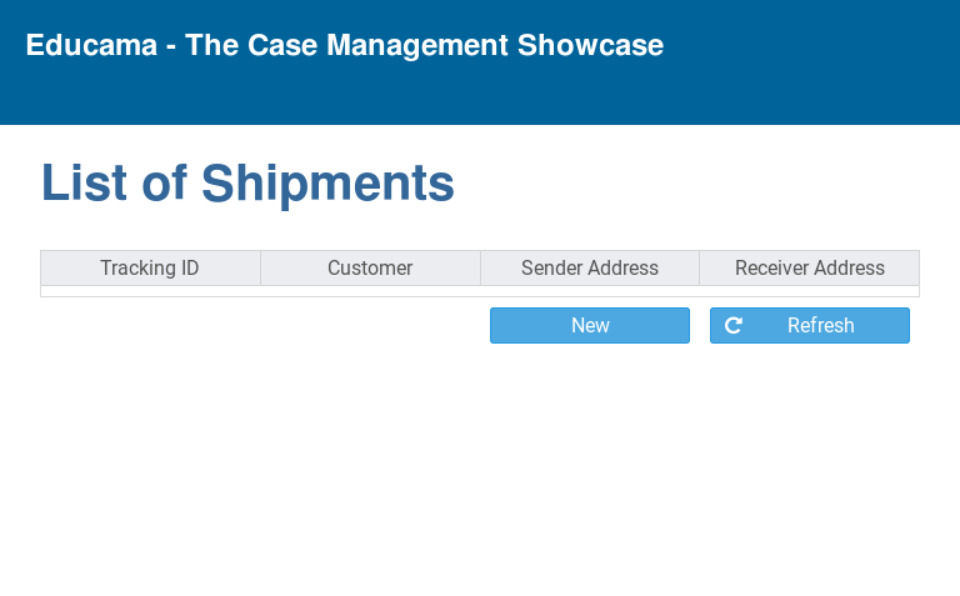 Educama - The Case Management Showcase
List of Shipments
Tracking ID Customer Sender Address Receiver Address
New Refresh